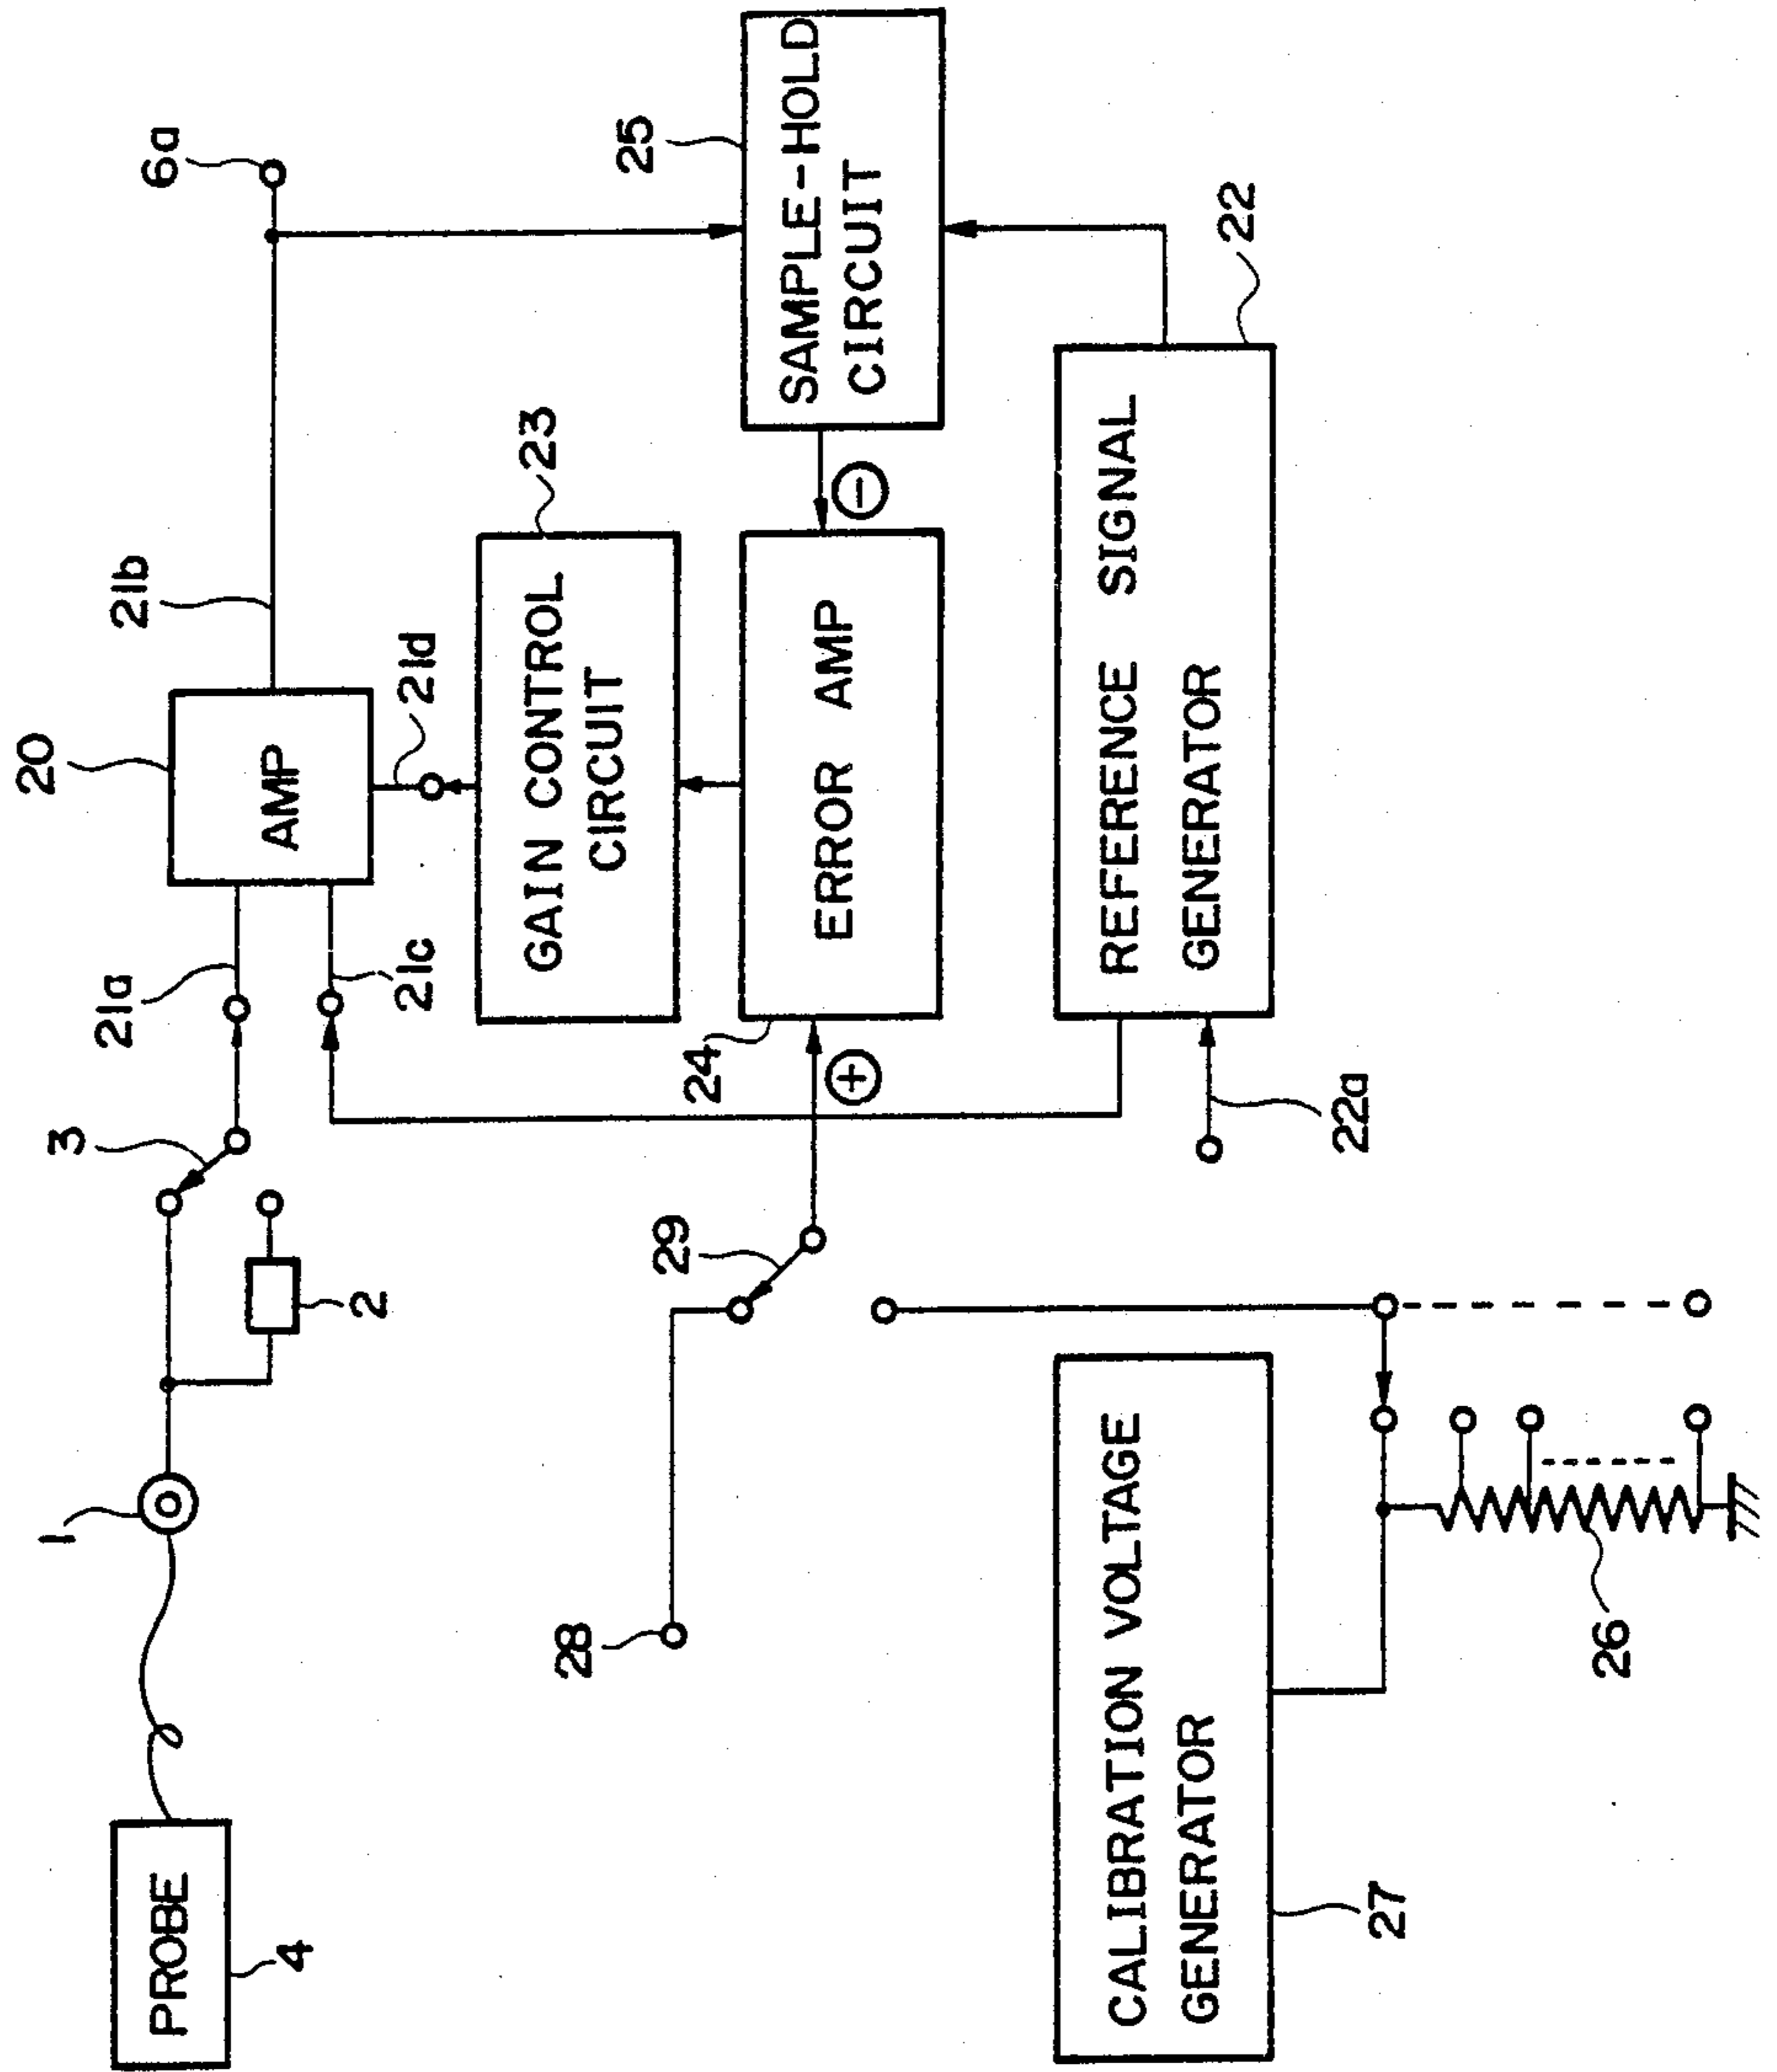 20
6a
21b
AMP
21a
21c
21d
3
1
2
PROBE
4
GAIN CONTROL
CIRCUIT
23
25
SAMPLE-HOLD
CIRCUIT
28
29
24
ERROR AMP
+
−
CALIBRATION VOLTAGE
GENERATOR
27
26
REFERENCE SIGNAL
GENERATOR
22
22a